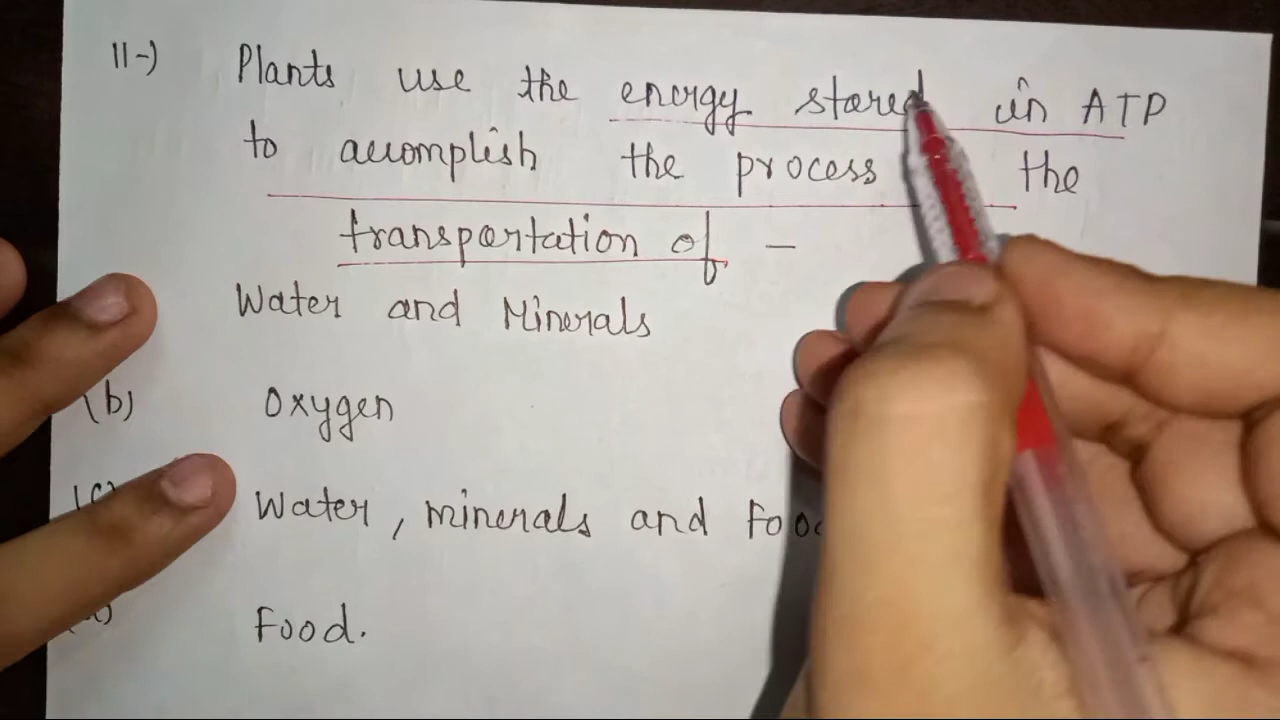 11-) Plants use the energy stored in ATP
to accomplish the process the
transportation of -
Water and Minerals
(b) Oxygen
(c) Water, minerals and Food
Food.